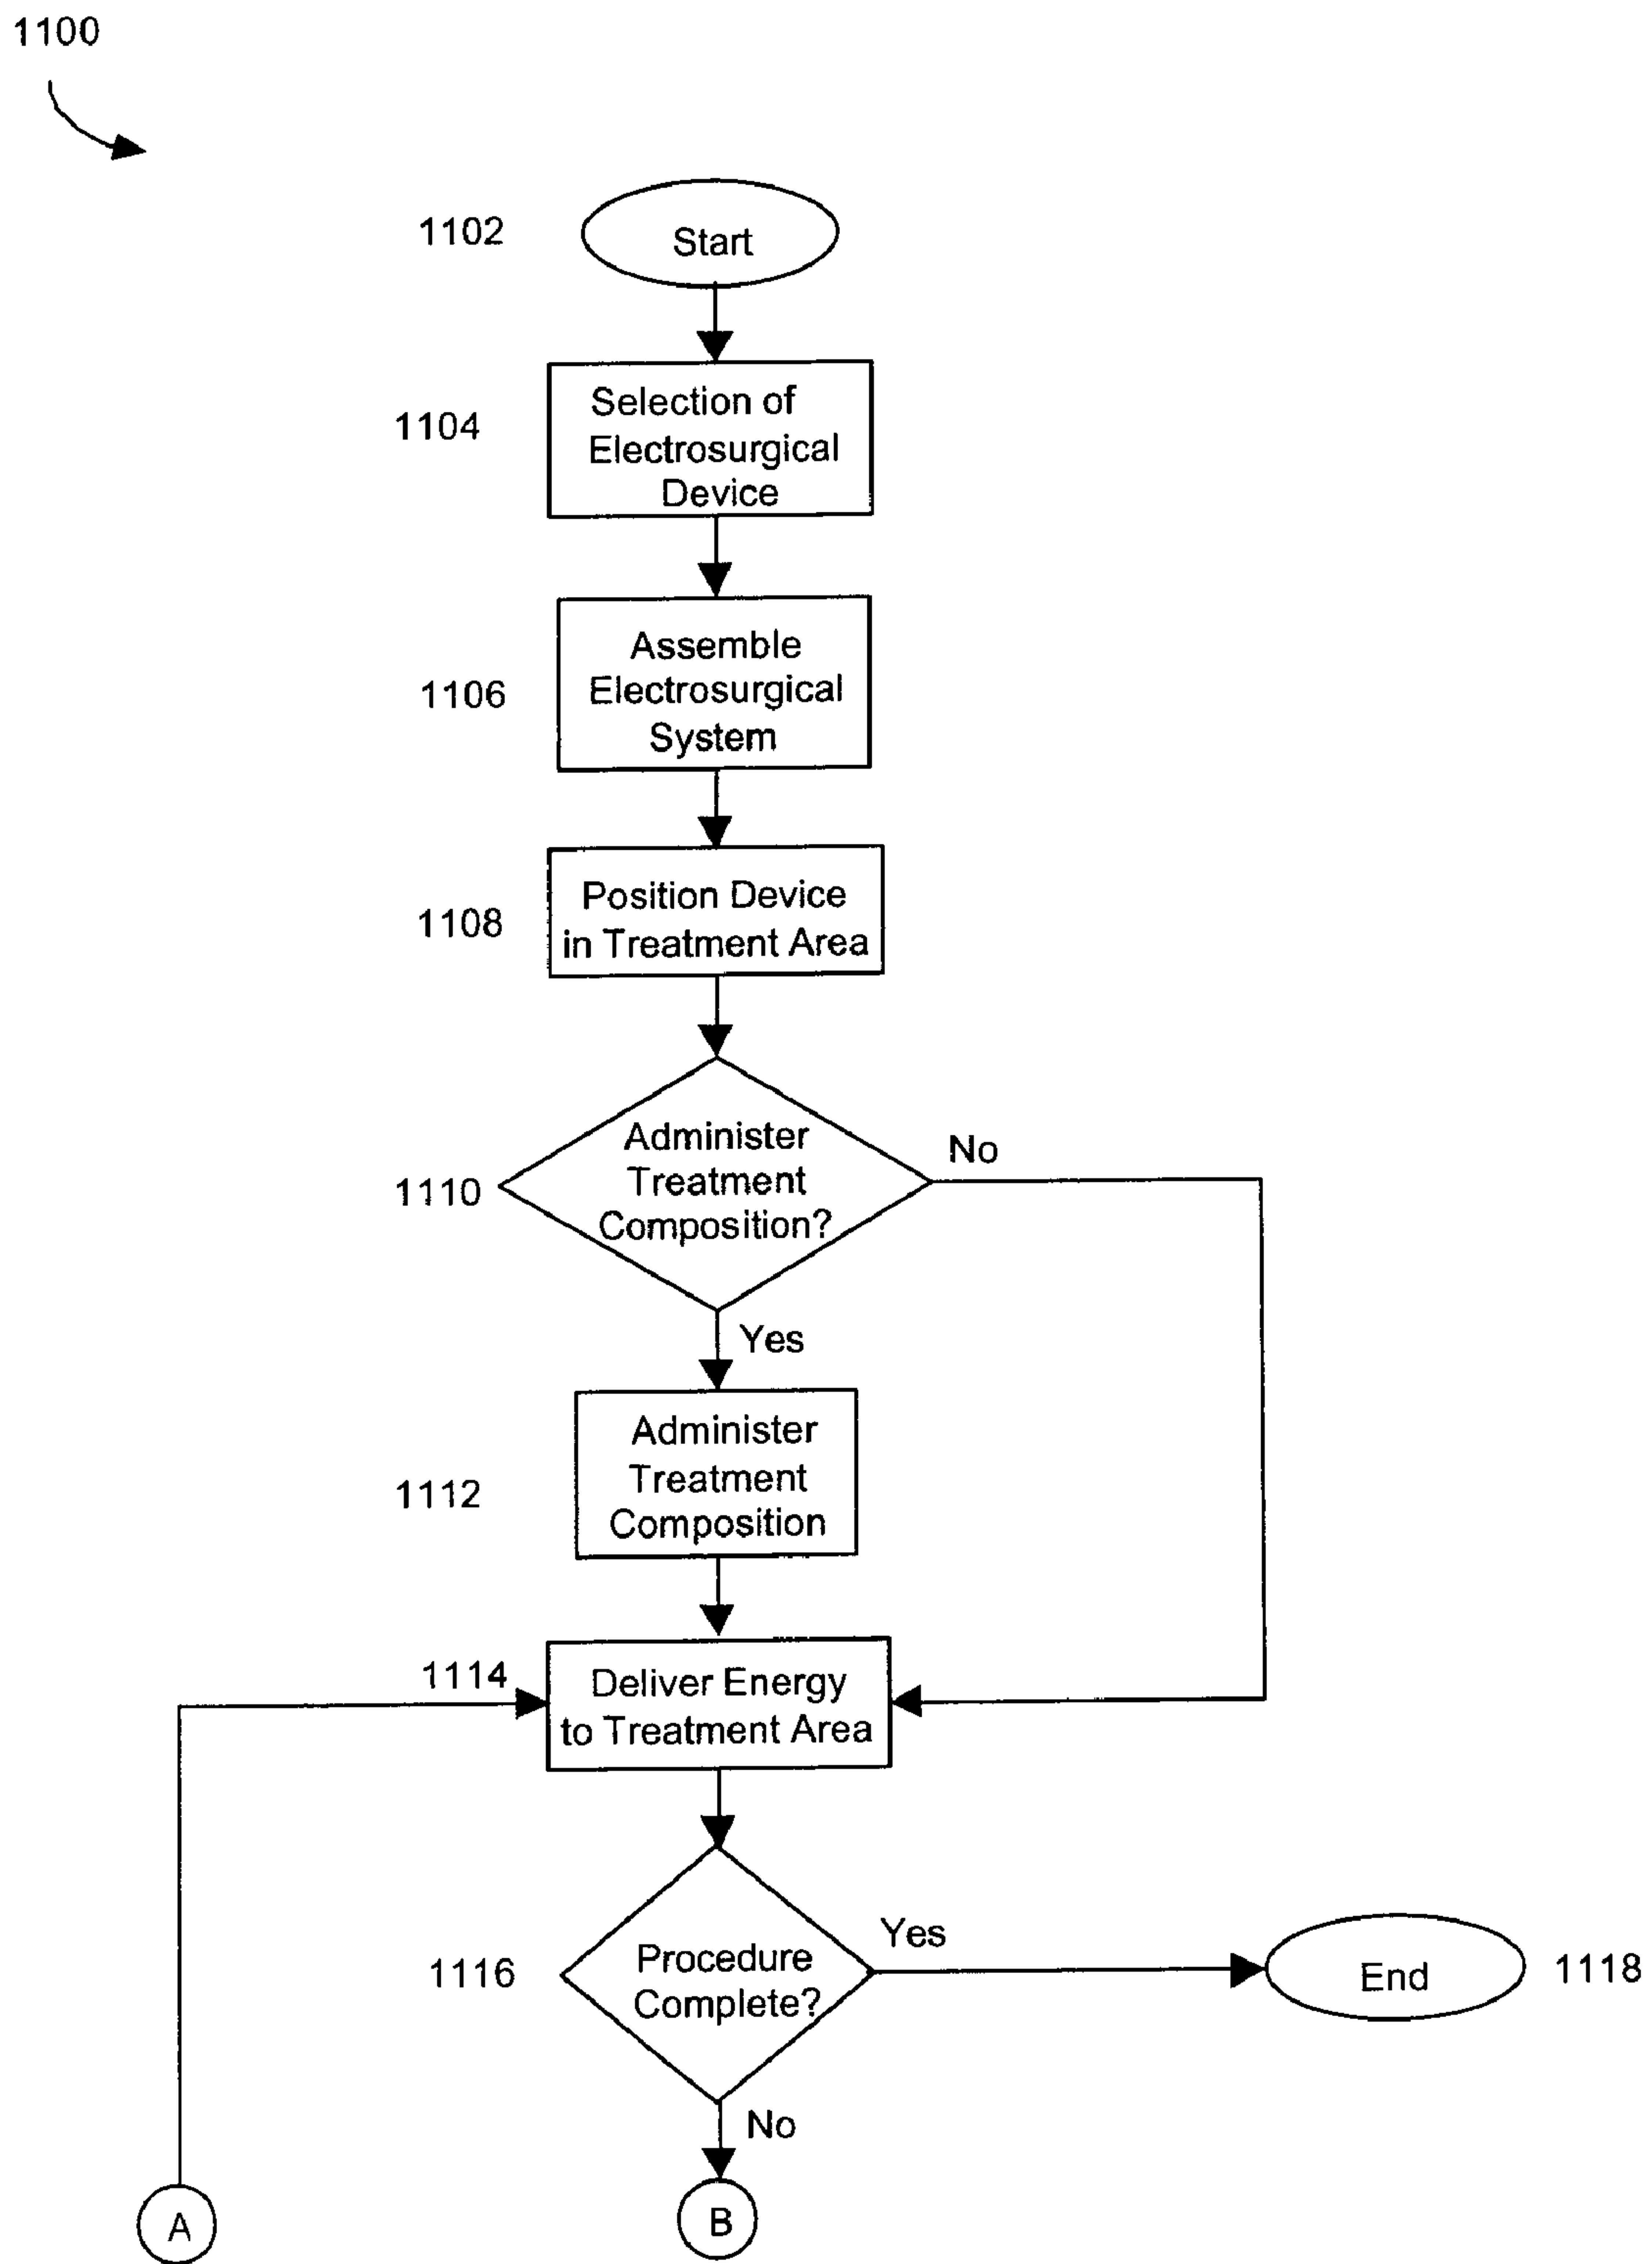 1100
1102
Start
1104
Selection of
Electrosurgical
Device
1106
Assemble
Electrosurgical
System
1108
Position Device
in Treatment Area
1110
Administer
Treatment
Composition?
No
Yes
1112
Administer
Treatment
Composition
1114
Deliver Energy
to Treatment Area
1116
Procedure
Complete?
Yes
End
1118
No
A
B